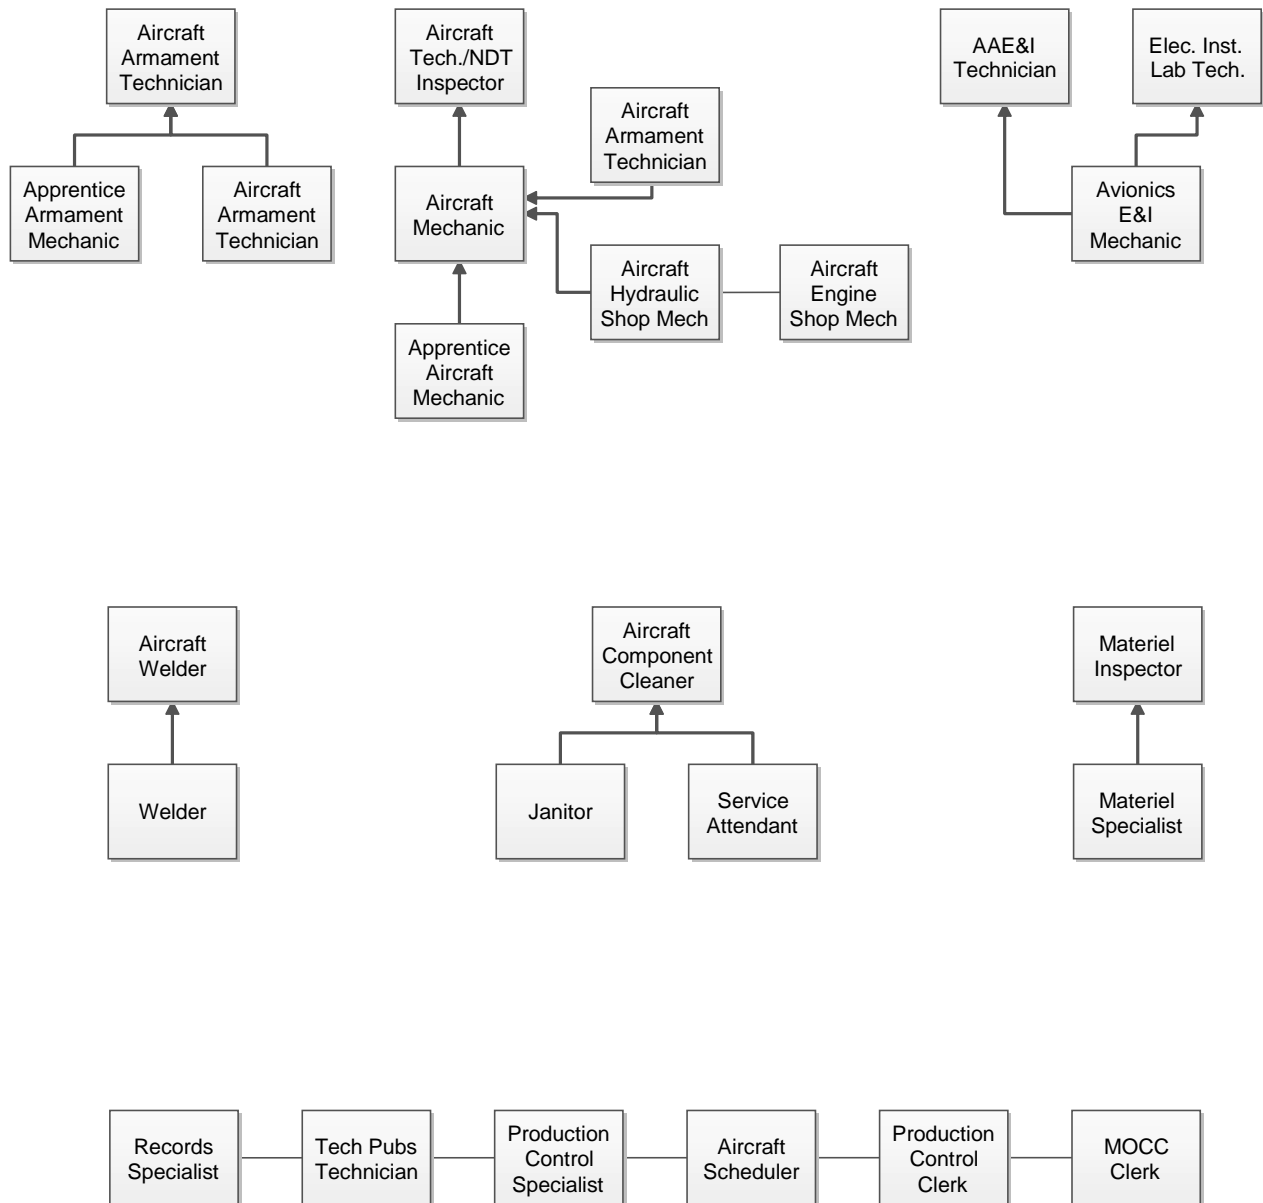 Aircraft
Armament
Technician
Aircraft
Tech./NDT
Inspector
AAE&I
Technician
Elec. Inst.
Lab Tech.
Aircraft
Armament
Technician
Apprentice
Armament
Mechanic
Aircraft
Armament
Technician
Aircraft
Mechanic
Avionics
E&I
Mechanic
Aircraft
Hydraulic
Shop Mech
Aircraft
Engine
Shop Mech
Apprentice
Aircraft
Mechanic
Aircraft
Welder
Aircraft
Component
Cleaner
Materiel
Inspector
Welder
Janitor
Service
Attendant
Materiel
Specialist
Records
Specialist
Tech Pubs
Technician
Production
Control
Specialist
Aircraft
Scheduler
Production
Control
Clerk
MOCC
Clerk